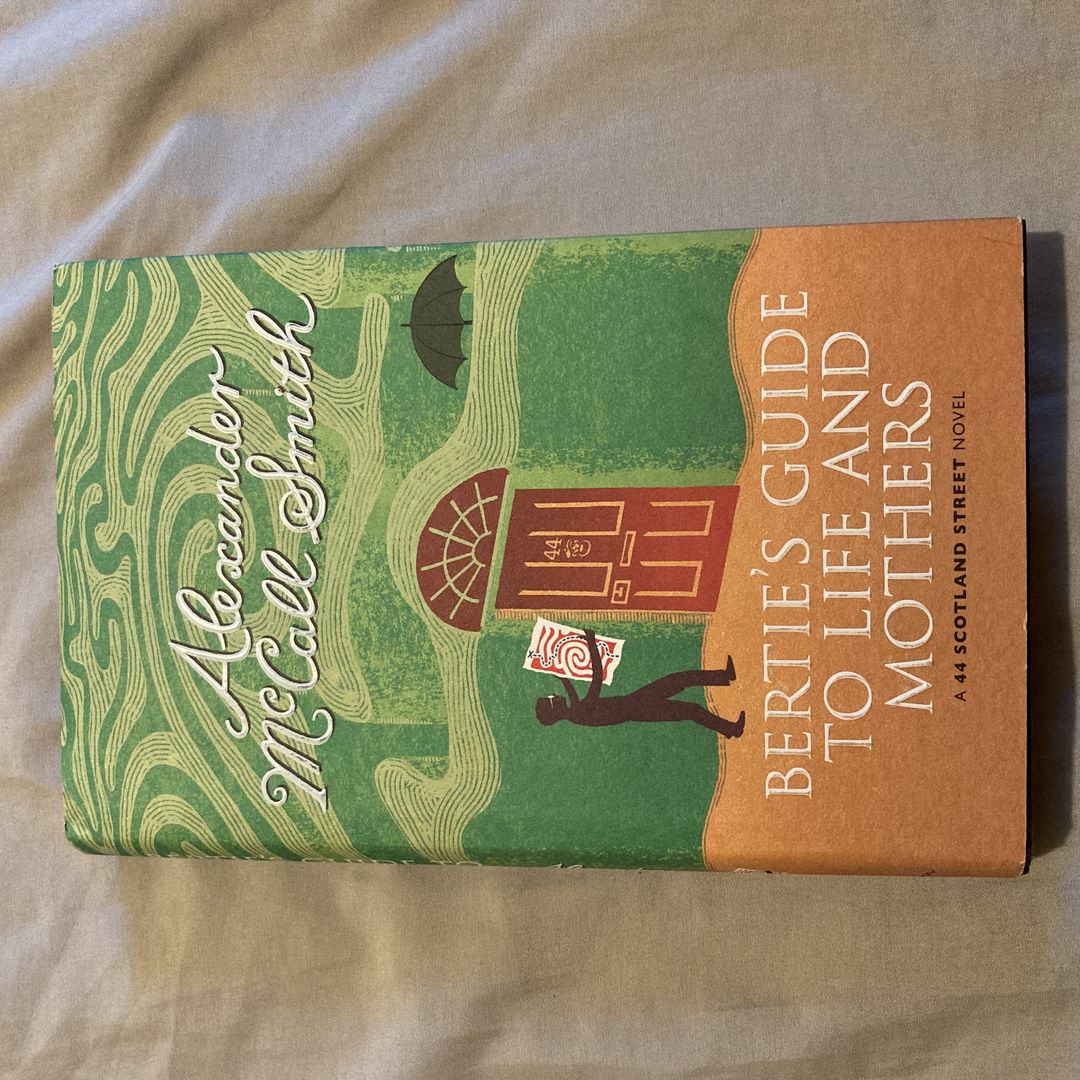 Alexander
McCall Smith
44
x
BERTIE'S GUIDE
TO LIFE AND
MOTHERS
A 44 SCOTLAND STREET NOVEL